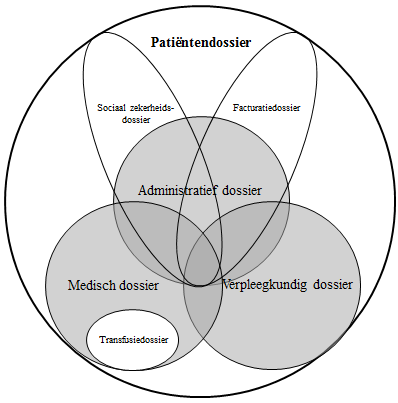 Patiëntendossier
Sociaal zekerheids-
dossier
Facturatiedossier
Administratief dossier
Medisch dossier
Verpleegkundig dossier
Transfusiedossier